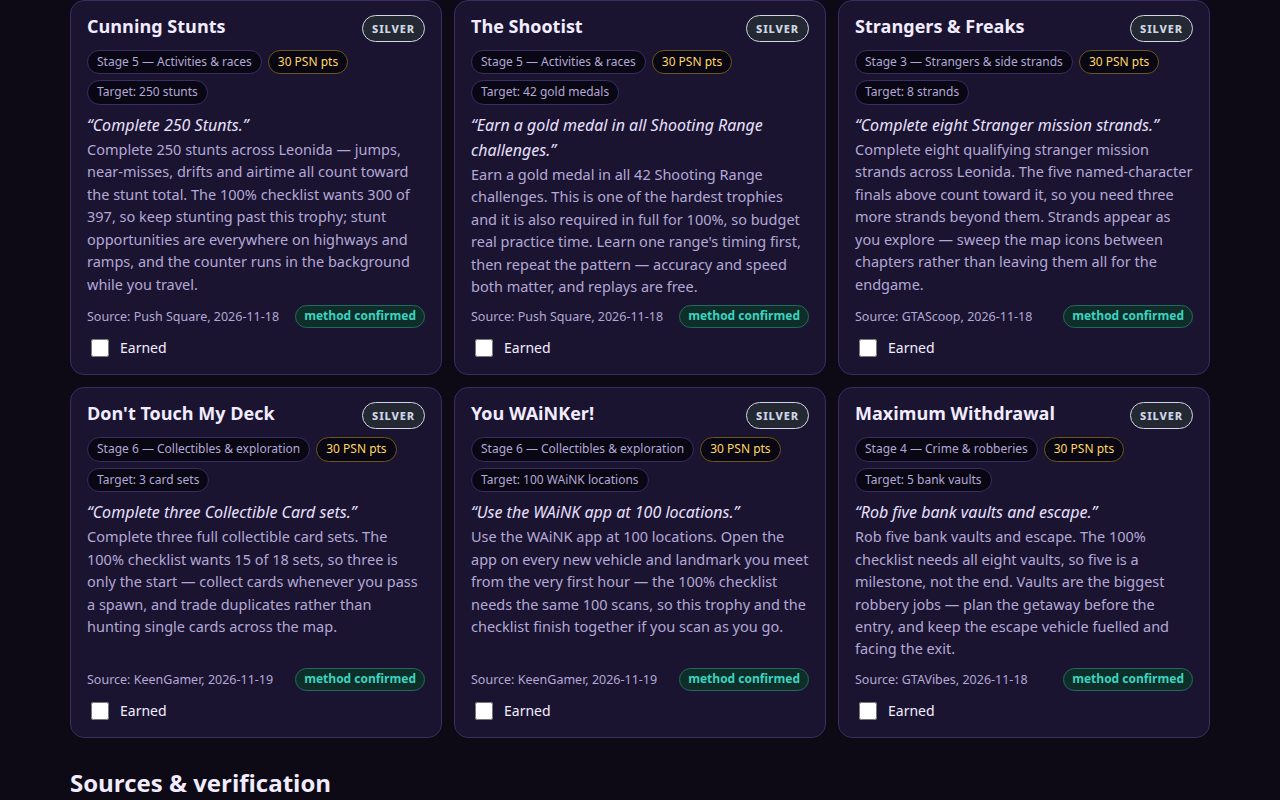 Cunning Stunts
SILVER
Stage 5 — Activities & races
30 PSN pts
Target: 250 stunts
“Complete 250 Stunts.”
Complete 250 stunts across Leonida — jumps,
near-misses, drifts and airtime all count toward
the stunt total. The 100% checklist wants 300 of
397, so keep stunting past this trophy; stunt
opportunities are everywhere on highways and
ramps, and the counter runs in the background
while you travel.
Source: Push Square, 2026-11-18
method confirmed
Earned
The Shootist
SILVER
Stage 5 — Activities & races
30 PSN pts
Target: 42 gold medals
“Earn a gold medal in all Shooting Range
challenges.”
Earn a gold medal in all 42 Shooting Range
challenges. This is one of the hardest trophies
and it is also required in full for 100%, so budget
real practice time. Learn one range's timing first,
then repeat the pattern — accuracy and speed
both matter, and replays are free.
Source: Push Square, 2026-11-18
method confirmed
Earned
Strangers & Freaks
SILVER
Stage 3 — Strangers & side strands
30 PSN pts
Target: 8 strands
“Complete eight Stranger mission strands.”
Complete eight qualifying stranger mission
strands across Leonida. The five named-character
finals above count toward it, so you need three
more strands beyond them. Strands appear as
you explore — sweep the map icons between
chapters rather than leaving them all for the
endgame.
Source: GTAScoop, 2026-11-18
method confirmed
Earned
Don't Touch My Deck
SILVER
Stage 6 — Collectibles & exploration
30 PSN pts
Target: 3 card sets
“Complete three Collectible Card sets.”
Complete three full collectible card sets. The
100% checklist wants 15 of 18 sets, so three is
only the start — collect cards whenever you pass
a spawn, and trade duplicates rather than
hunting single cards across the map.
Source: KeenGamer, 2026-11-19
method confirmed
Earned
You WAiNKer!
SILVER
Stage 6 — Collectibles & exploration
30 PSN pts
Target: 100 WAiNK locations
“Use the WAiNK app at 100 locations.”
Use the WAiNK app at 100 locations. Open the
app on every new vehicle and landmark you meet
from the very first hour — the 100% checklist
needs the same 100 scans, so this trophy and the
checklist finish together if you scan as you go.
Source: KeenGamer, 2026-11-19
method confirmed
Earned
Maximum Withdrawal
SILVER
Stage 4 — Crime & robberies
30 PSN pts
Target: 5 bank vaults
“Rob five bank vaults and escape.”
Rob five bank vaults and escape. The 100%
checklist needs all eight vaults, so five is a
milestone, not the end. Vaults are the biggest
robbery jobs — plan the getaway before the
entry, and keep the escape vehicle fuelled and
facing the exit.
Source: GTAVibes, 2026-11-18
method confirmed
Earned
Sources & verification